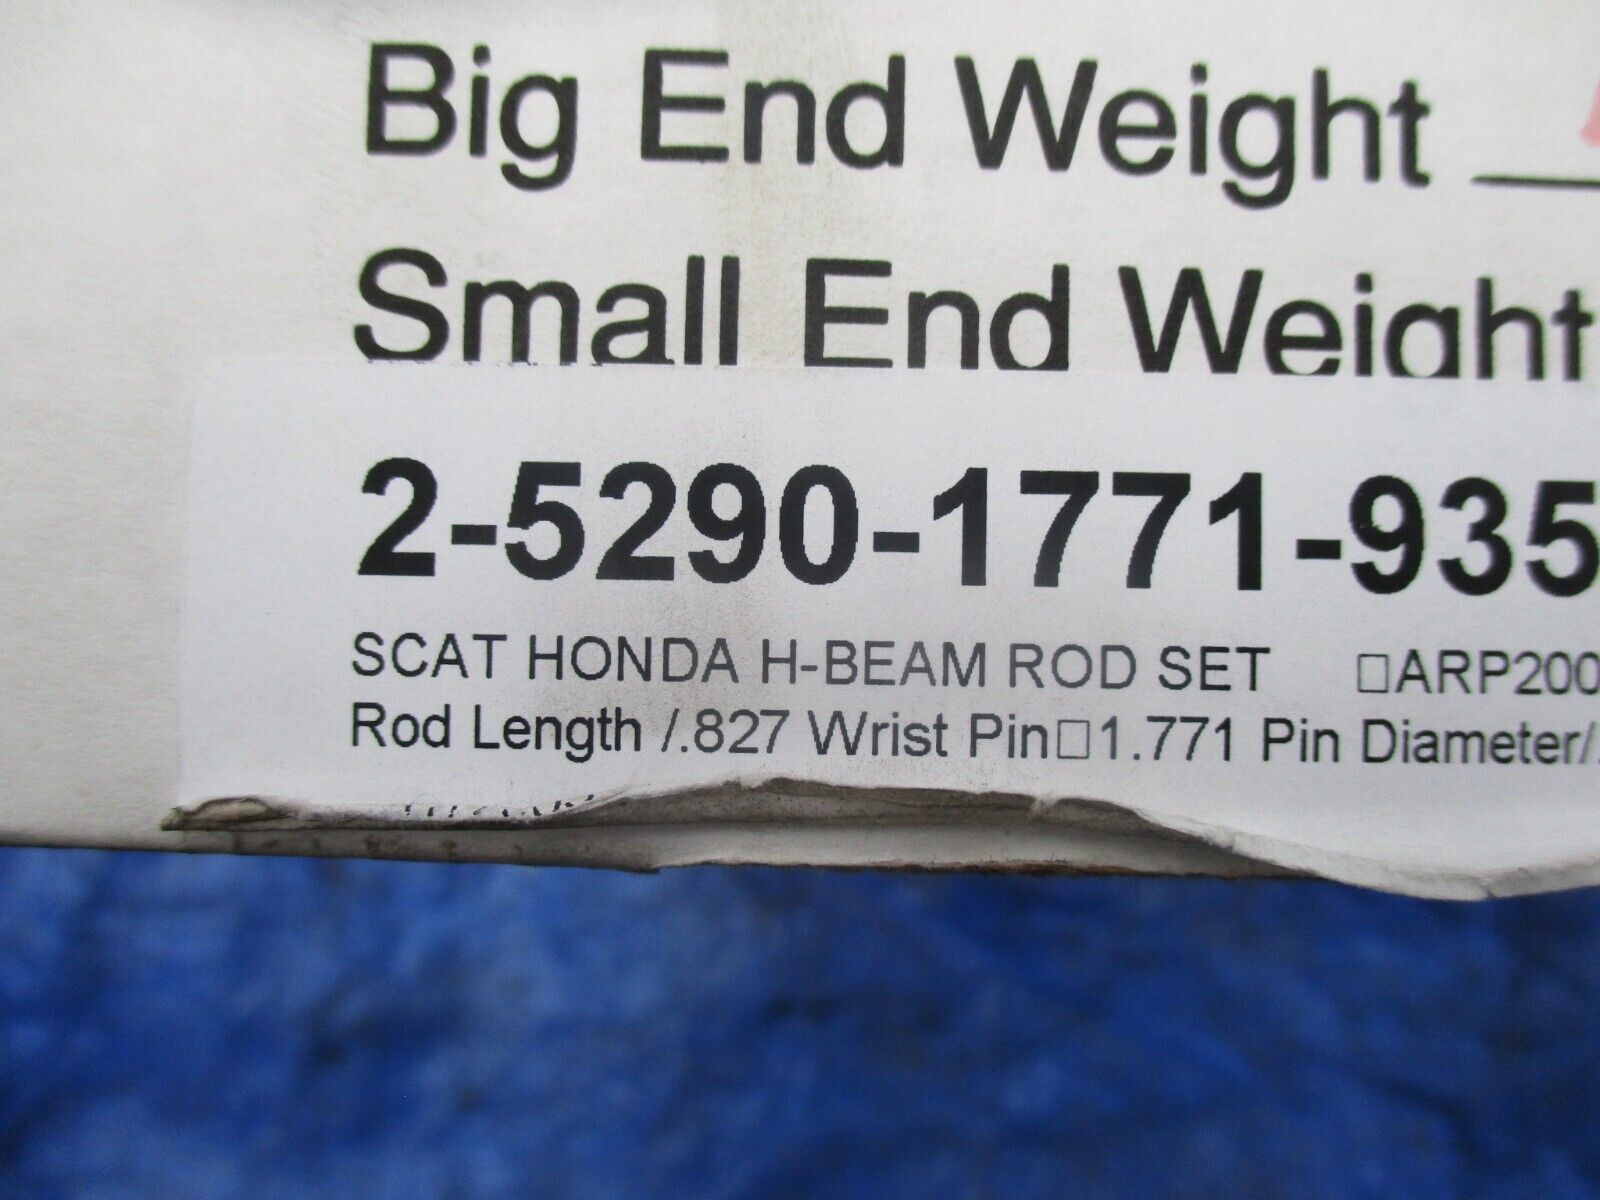 Big End Weight
Small End Weight
2-5290-1771-935
SCAT HONDA H-BEAM ROD SET □ARP200
Rod Length /.827 Wrist Pin□1.771 Pin Diameter/